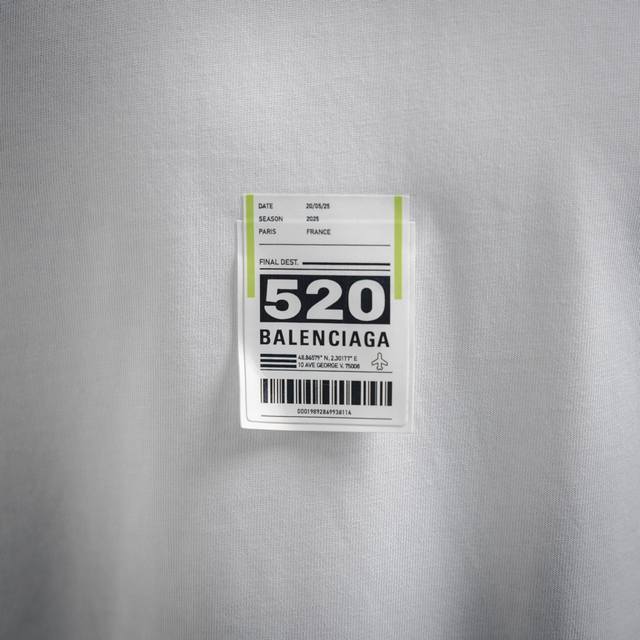 DATE 20/05/25
SEASON 2025
PARIS FRANCE
FINAL DEST.
520
BALENCIAGA
48.86579° N, 2.30177° E
10 AVE GEORGE V, 75008